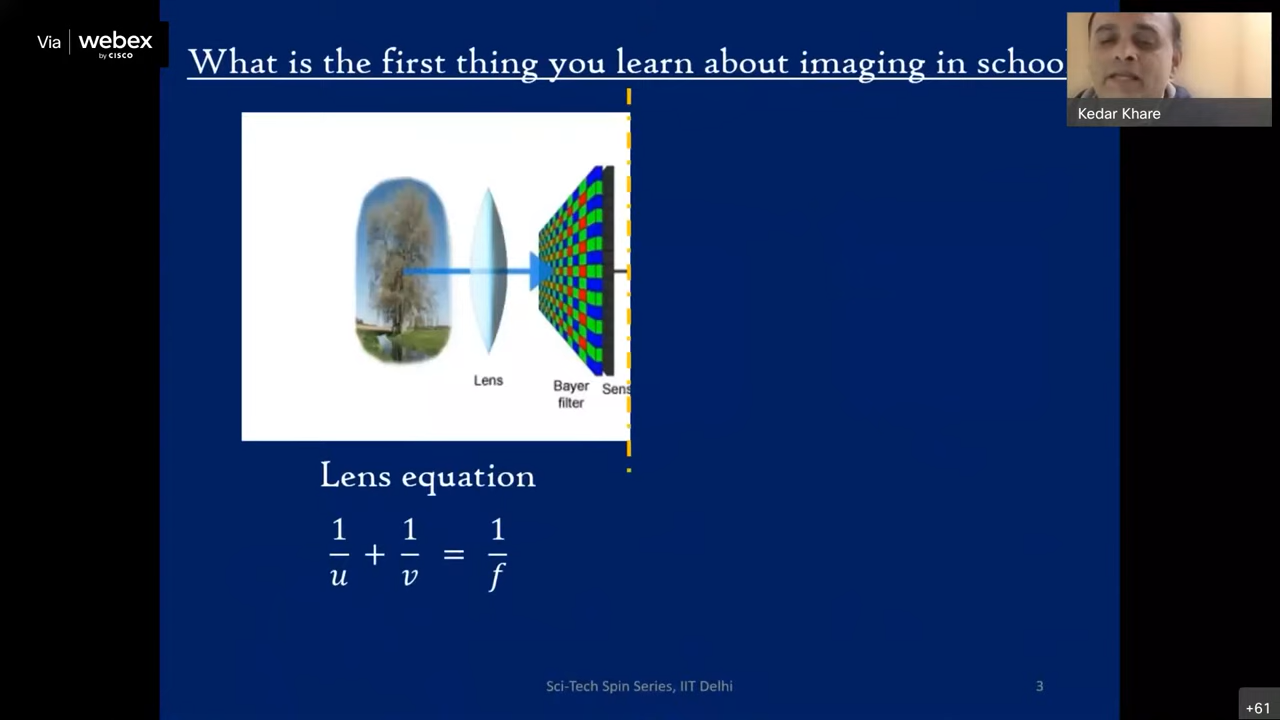 Via webex
by CISCO
What is the first thing you learn about imaging in schoo
Kedar Khare
Lens
Bayer
filter
Sens
Lens equation
1/u + 1/v = 1/f
Sci-Tech Spin Series, IIT Delhi
3
+61